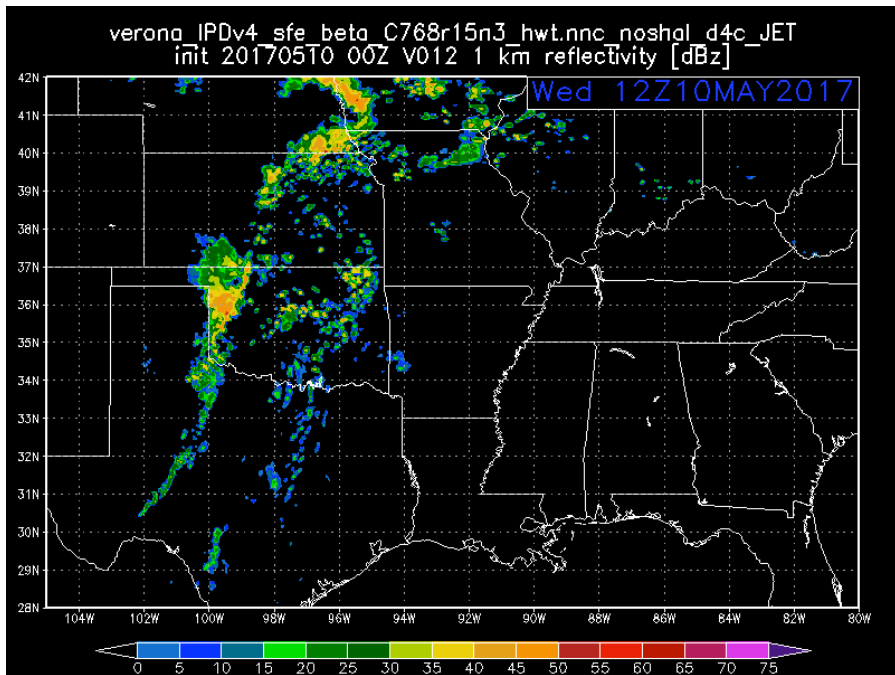 verona_IPDv4_sfe_beta_C768r15n3_hwt.nnc_noshal_d4c_JET
init 20170510 00Z V012 1 km reflectivity [dBz]
Wed 12Z10MAY2017
42N
41N
40N
39N
38N
37N
36N
35N
34N
33N
32N
31N
30N
29N
28N
104W 102W 100W 98W 96W 94W 92W 90W 88W 86W 84W 82W 80W
0 5 10 15 20 25 30 35 40 45 50 55 60 65 70 75